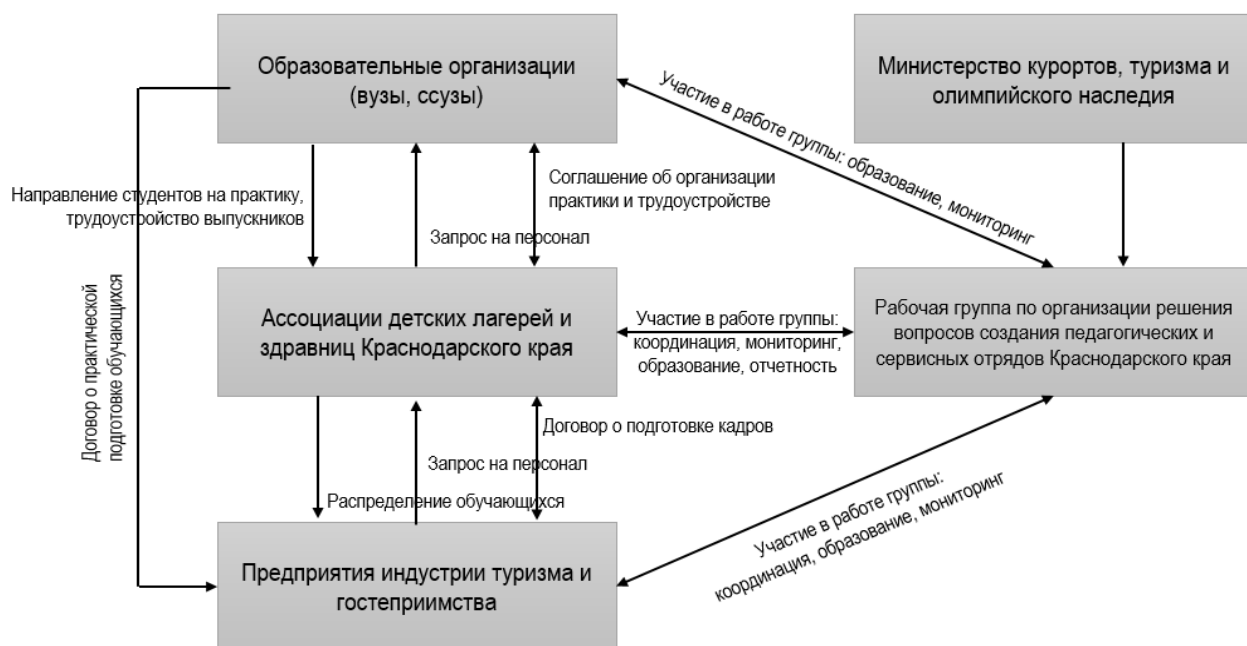 Образовательные организации
(вузы, ссузы)
Министерство курортов, туризма и
олимпийского наследия
Участие в работе группы: образование, мониторинг
Направление студентов на практику,
трудоустройство выпускников
Соглашение об организации
практики и трудоустройстве
Запрос на персонал
Договор о практической
подготовке обучающихся
Ассоциации детских лагерей и
здравниц Краснодарского края
Участие в работе группы:
координация, мониторинг,
образование, отчетность
Рабочая группа по организации решения
вопросов создания педагогических и
сервисных отрядов Краснодарского края
Договор о подготовке кадров
Запрос на персонал
Распределение обучающихся
Участие в работе группы:
координация, образование, мониторинг
Предприятия индустрии туризма и
гостеприимства